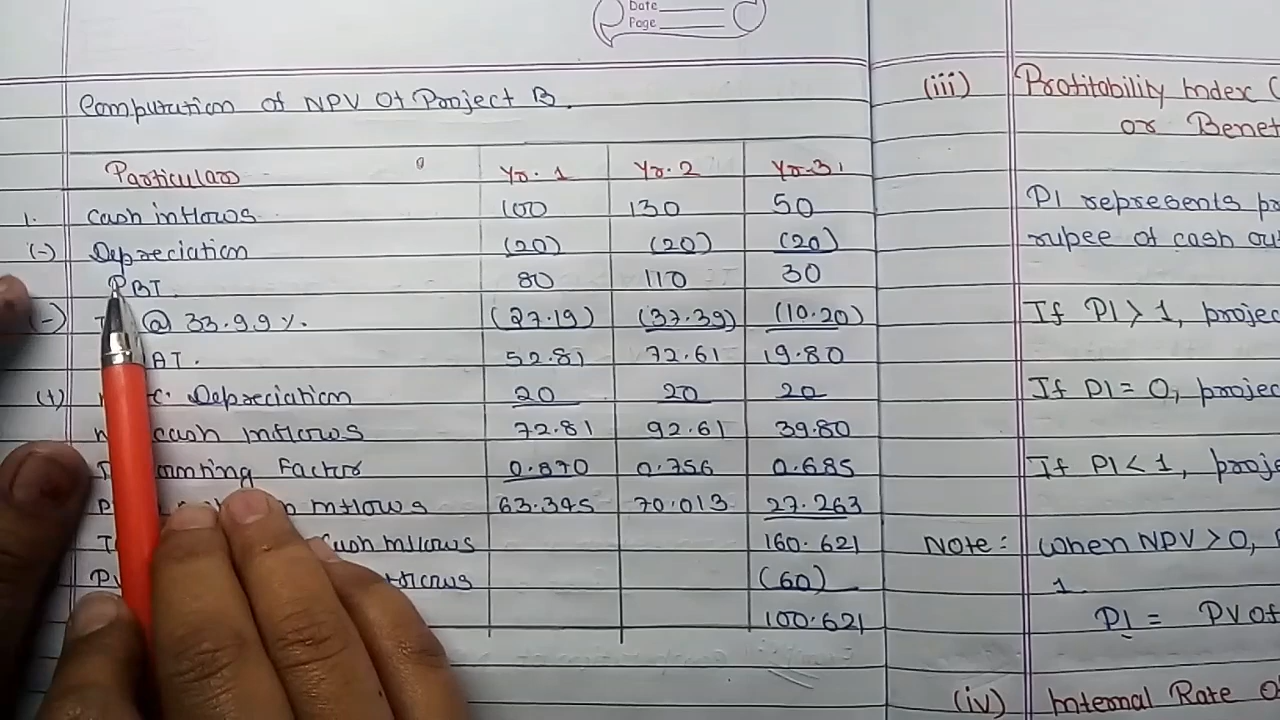 Date
Page
Computation of NPV Of Project B.
Particulars Yr. 1 Yr. 2 Yr. 3
1. Cash inflows 100 130 50
(-) Depreciation (20) (20) (20)
PBT 80 110 30
(-) @ 33.99 %. (27.19) (37.39) (10.20)
AT. 52.81 72.61 19.80
(+) C. Depreciation 20 20 20
cash inflows 72.81 92.61 39.80
Factor 0.870 0.756 0.685
inflows 63.345 70.013 27.263
Cash inflows 160.621
(60)
100.621
(iii) Profitability Index
or
PI represents
rupee of cash
If PI > 1,
If PI = 0,
If PI < 1,
Note: When NPV > 0,
1.
PI = PV of
(iv) Internal Rate